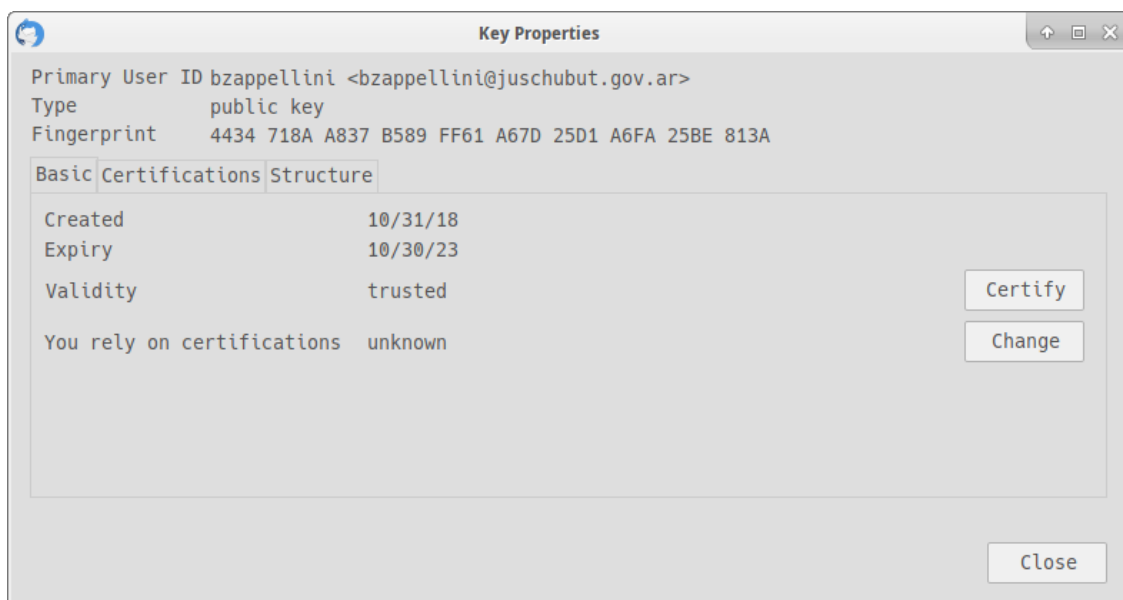 Key Properties
Primary User ID bzappellini <bzappellini@juschubut.gov.ar>
Type public key
Fingerprint 4434 718A A837 B589 FF61 A67D 25D1 A6FA 25BE 813A
Basic Certifications Structure
Created 10/31/18
Expiry 10/30/23
Validity trusted Certify
You rely on certifications unknown Change
Close